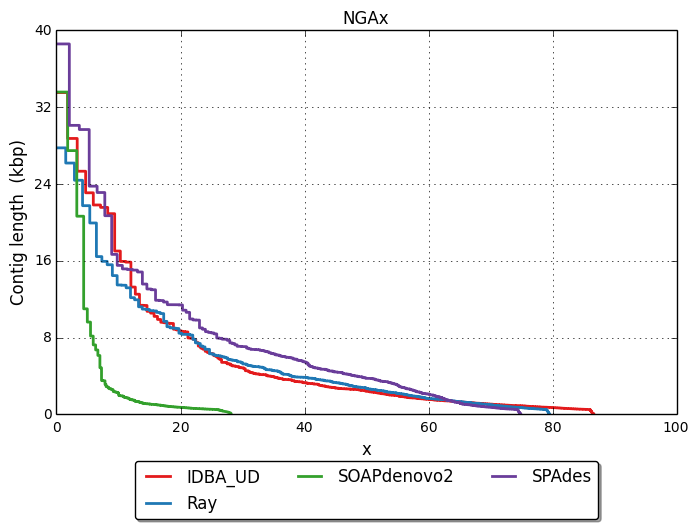 NGAx
40
32
24
16
8
0
Contig length (kbp)
0 20 40 60 80 100
x
IDBA_UD SOAPdenovo2 SPAdes
Ray